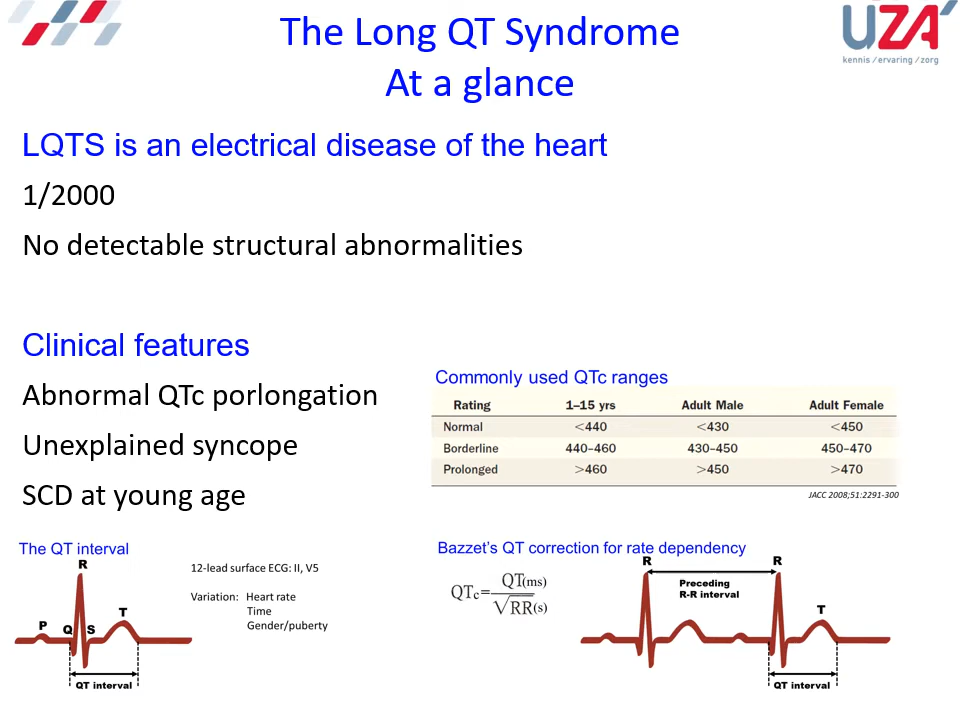 The Long QT Syndrome
At a glance
UZA'
kennis / ervaring / zorg
LQTS is an electrical disease of the heart
1/2000
No detectable structural abnormalities
Clinical features
Abnormal QTc porlongation
Unexplained syncope
SCD at young age
Commonly used QTc ranges
Rating 1–15 yrs Adult Male Adult Female
Normal <440 <430 <450
Borderline 440–460 430–450 450–470
Prolonged >460 >450 >470
JACC 2008;51:2291-300
The QT interval
R
P Q S T
QT interval
12-lead surface ECG: II, V5
Variation: Heart rate
Time
Gender/puberty
Bazzet's QT correction for rate dependency
QTc=QT(ms)
√RR(s)
R R
Preceding
R-R interval
T
QT interval